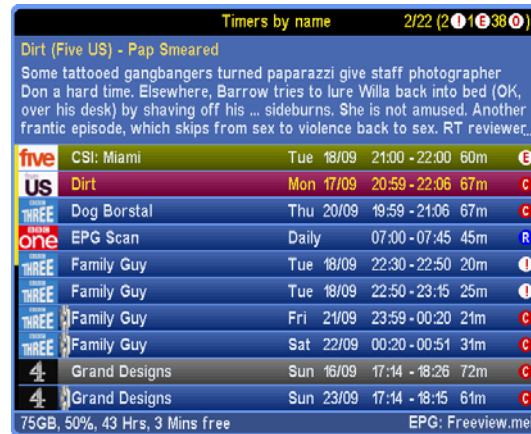 Timers by name 2/22 (2!1E38O)
Dirt (Five US) - Pap Smeared
Some tattooed gangbangers turned paparazzi give staff photographer
Don a hard time. Elsewhere, Barrow tries to lure Willa back into bed (OK,
over his desk) by shaving off his ... sideburns. She is not amused. Another
frantic episode, which skips from sex to violence back to sex. RT reviewer...
five CSI: Miami Tue 18/09 21:00 - 22:00 60m E
US Dirt Mon 17/09 20:59 - 22:06 67m C
THREE Dog Borstal Thu 20/09 19:59 - 21:06 67m C
one EPG Scan Daily 07:00 - 07:45 45m R
THREE Family Guy Tue 18/09 22:30 - 22:50 20m !
THREE Family Guy Tue 18/09 22:50 - 23:15 25m !
THREE Family Guy Fri 21/09 23:59 - 00:20 21m C
THREE Family Guy Sat 22/09 00:20 - 00:51 31m C
4 Grand Designs Sun 16/09 17:14 - 18:26 72m C
4 Grand Designs Sun 23/09 17:14 - 18:15 61m C
75GB, 50%, 43 Hrs, 3 Mins free EPG: Freeview.me